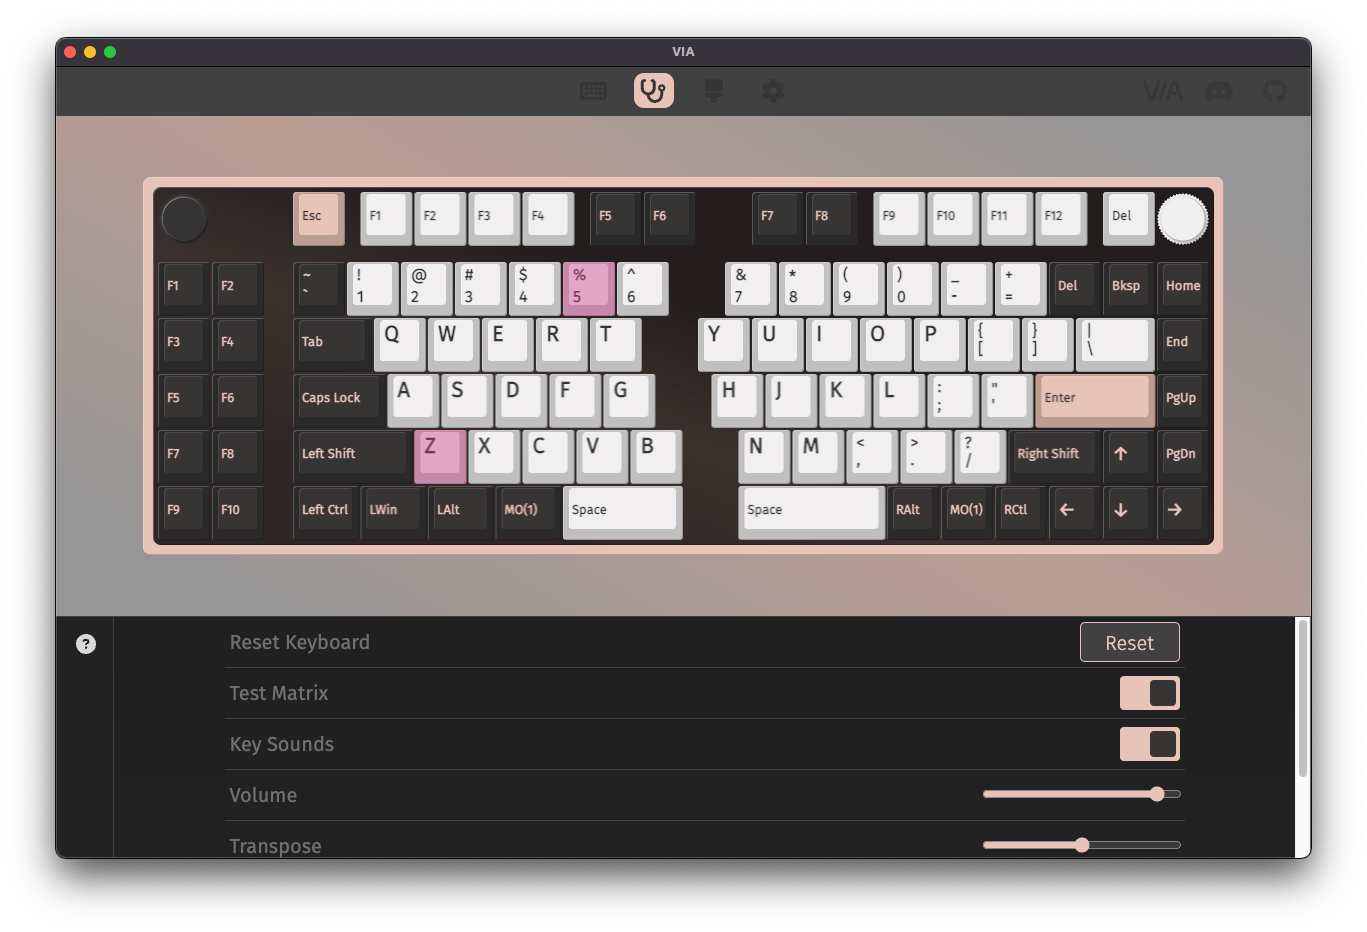 VIA
VIA
Esc F1 F2 F3 F4 F5 F6 F7 F8 F9 F10 F11 F12 Del
F1 F2 ~ ` ! 1 @ 2 # 3 $ 4 % 5 ^ 6 & 7 * 8 ( 9 ) 0 _ - + = Del Bksp Home
F3 F4 Tab Q W E R T Y U I O P { [ } ] | \ End
F5 F6 Caps Lock A S D F G H J K L : ; " ' Enter PgUp
F7 F8 Left Shift Z X C V B N M < , > . ? / Right Shift ↑ PgDn
F9 F10 Left Ctrl LWin LAlt MO(1) Space Space RAlt MO(1) RCtl ← ↓ →
?
Reset Keyboard Reset
Test Matrix
Key Sounds
Volume
Transpose